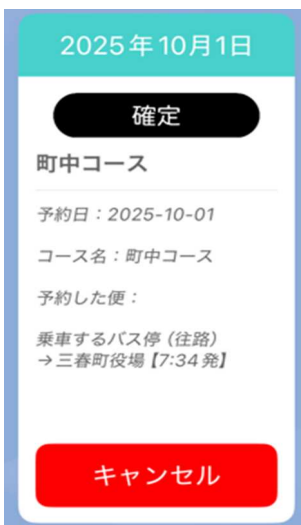 2025年10月1日
確定
町中コース
予約日：2025-10-01
コース名：町中コース
予約した便：
乗車するバス停（往路）
→三春町役場【7:34発】
キャンセル